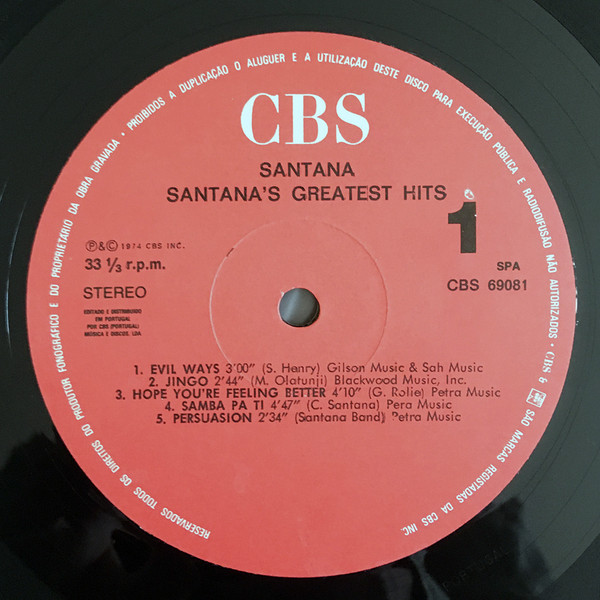 RESERVADOS TODOS OS DIREITOS DO PRODUTOR FONOGRÁFICO E DO PROPRIETÁRIO DA OBRA GRAVADA • PROIBIDOS A DUPLICAÇÃO O ALUGUER E A UTILIZAÇÃO DESTE DISCO PARA EXECUÇÃO PÚBLICA E RADIODIFUSÃO NÃO AUTORIZADOS • CBS & SÃO MARCAS REGISTADAS DA CBS INC.
CBS
SANTANA
SANTANA'S GREATEST HITS
1
Ⓟ&© 1974 CBS INC.
33 ⅓ r.p.m.
SPA
STEREO
CBS 69081
EDITADO E DISTRIBUIDO
EM PORTUGAL
POR CBS (PORTUGAL)
MÚSICA E DISCOS, LDA
1. EVIL WAYS 3'00" (S. Henry) Gilson Music & Sah Music
2. JINGO 2'44" (M. Olatunji) Blackwood Music, Inc.
3. HOPE YOU'RE FEELING BETTER 4'10" (G. Rolie) Petra Music
4. SAMBA PA TI 4'47" (C. Santana) Pera Music
5. PERSUASION 2'34" (Santana Band) Petra Music